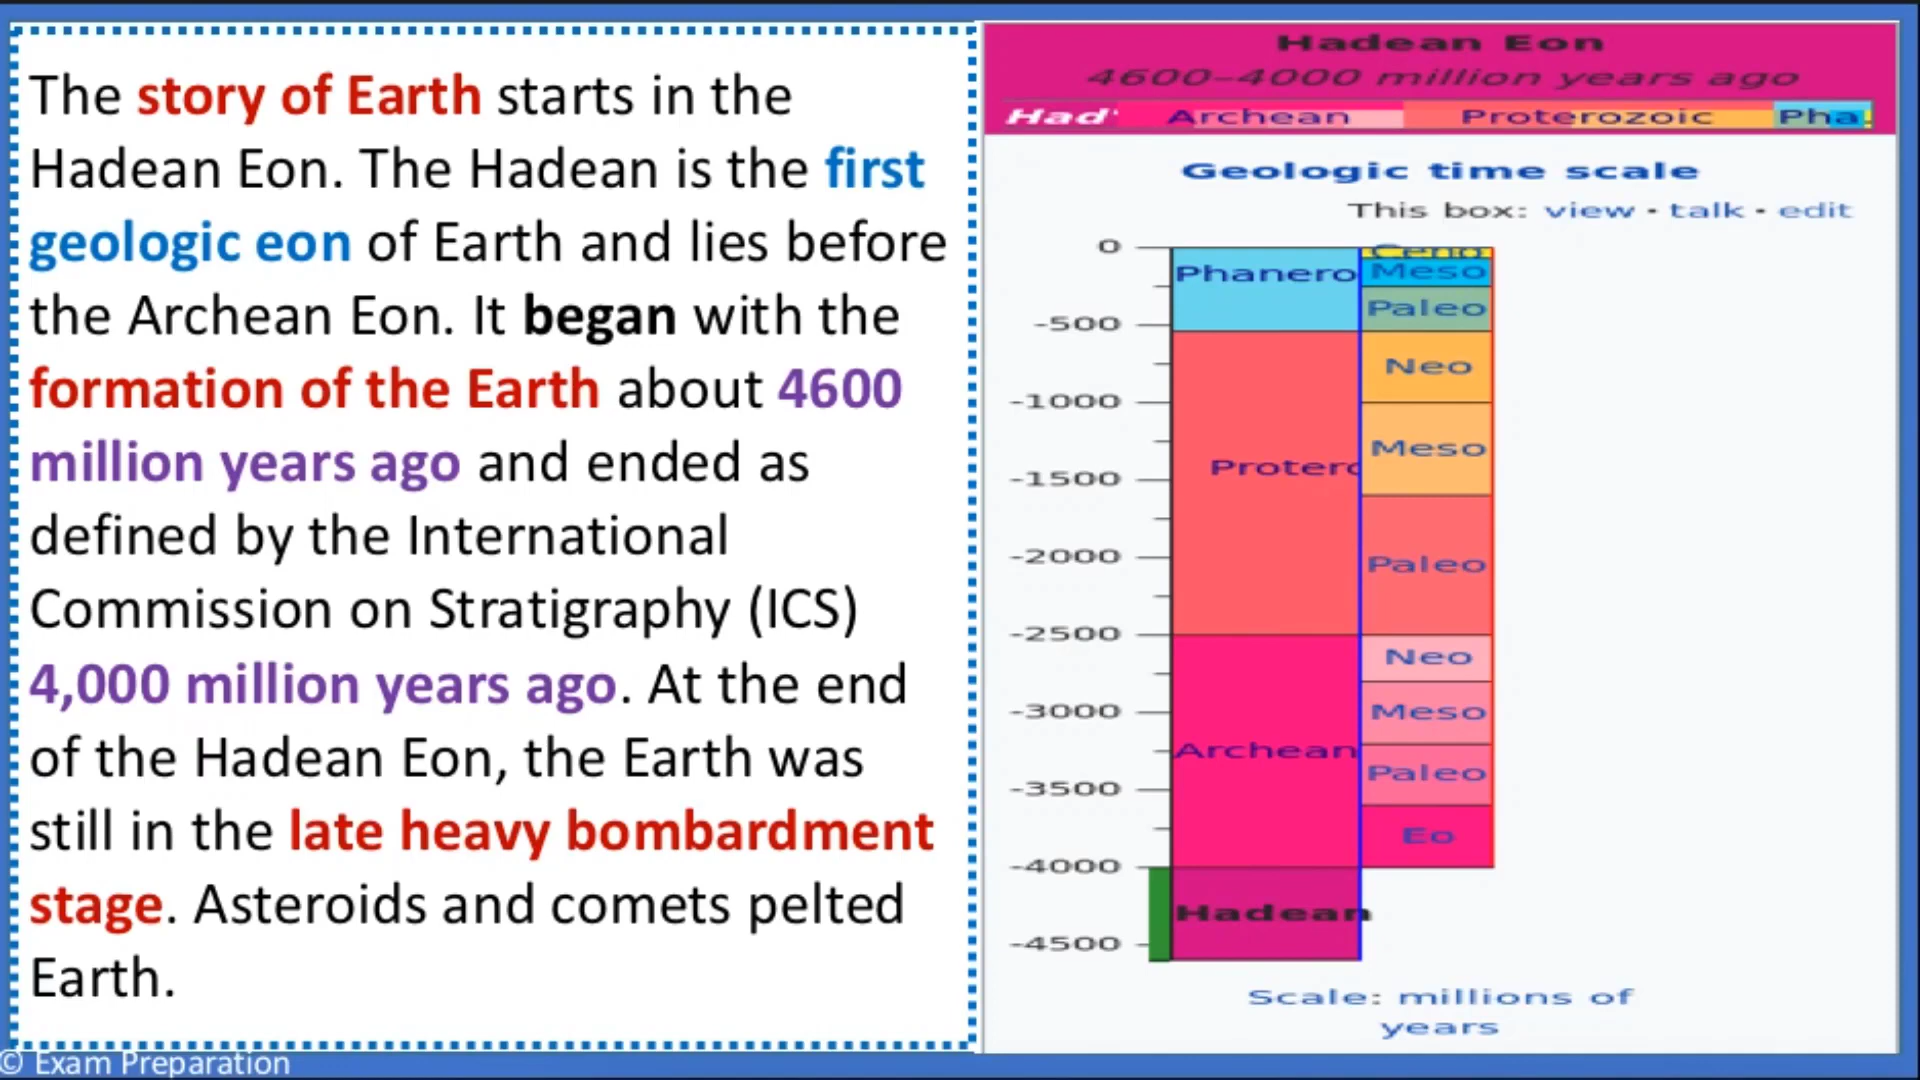 The story of Earth starts in the
Hadean Eon. The Hadean is the first
geologic eon of Earth and lies before
the Archean Eon. It began with the
formation of the Earth about 4600
million years ago and ended as
defined by the International
Commission on Stratigraphy (ICS)
4,000 million years ago. At the end
of the Hadean Eon, the Earth was
still in the late heavy bombardment
stage. Asteroids and comets pelted
Earth.
Hadean Eon
4600–4000 million years ago
Had'
Archean
Proterozoic
Pha.
Geologic time scale
This box: view · talk · edit
0
-500
-1000
-1500
-2000
-2500
-3000
-3500
-4000
-4500
Phanero
Protero
Archean
Hadean
Ceno
Meso
Paleo
Neo
Meso
Paleo
Neo
Meso
Paleo
Eo
Scale: millions of
years
© Exam Preparation